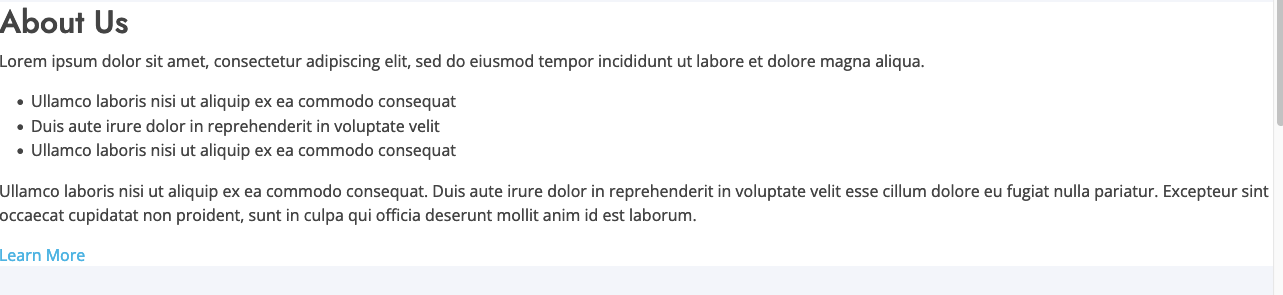 About Us
Lorem ipsum dolor sit amet, consectetur adipiscing elit, sed do eiusmod tempor incididunt ut labore et dolore magna aliqua.
• Ullamco laboris nisi ut aliquip ex ea commodo consequat
• Duis aute irure dolor in reprehenderit in voluptate velit
• Ullamco laboris nisi ut aliquip ex ea commodo consequat
Ullamco laboris nisi ut aliquip ex ea commodo consequat. Duis aute irure dolor in reprehenderit in voluptate velit esse cillum dolore eu fugiat nulla pariatur. Excepteur sint
occaecat cupidatat non proident, sunt in culpa qui officia deserunt mollit anim id est laborum.
Learn More